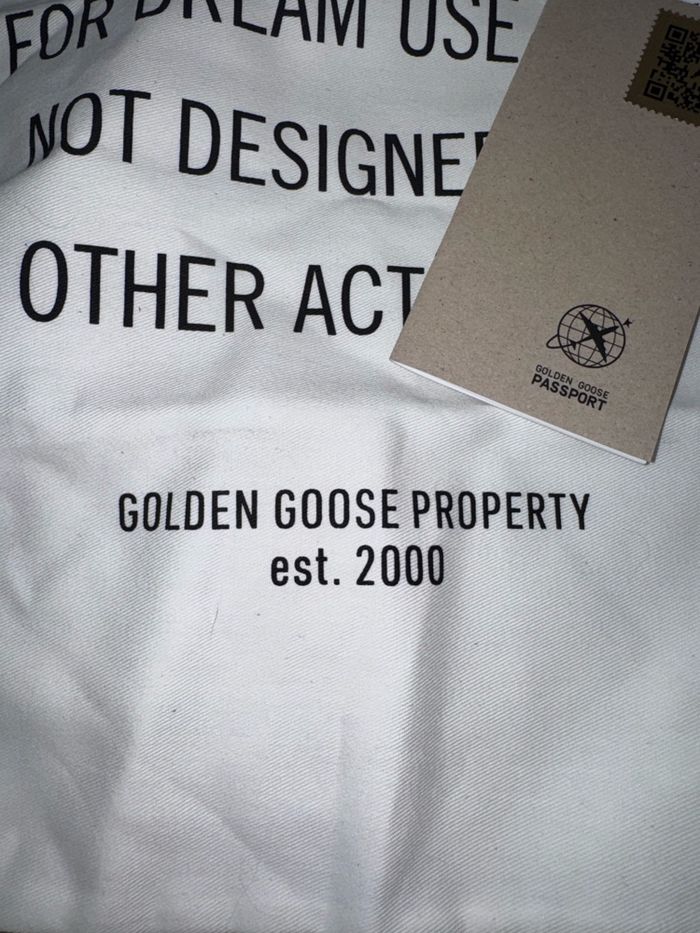 FOR DREAM USE
NOT DESIGNE
OTHER ACT
GOLDEN GOOSE
PASSPORT
GOLDEN GOOSE PROPERTY
est. 2000